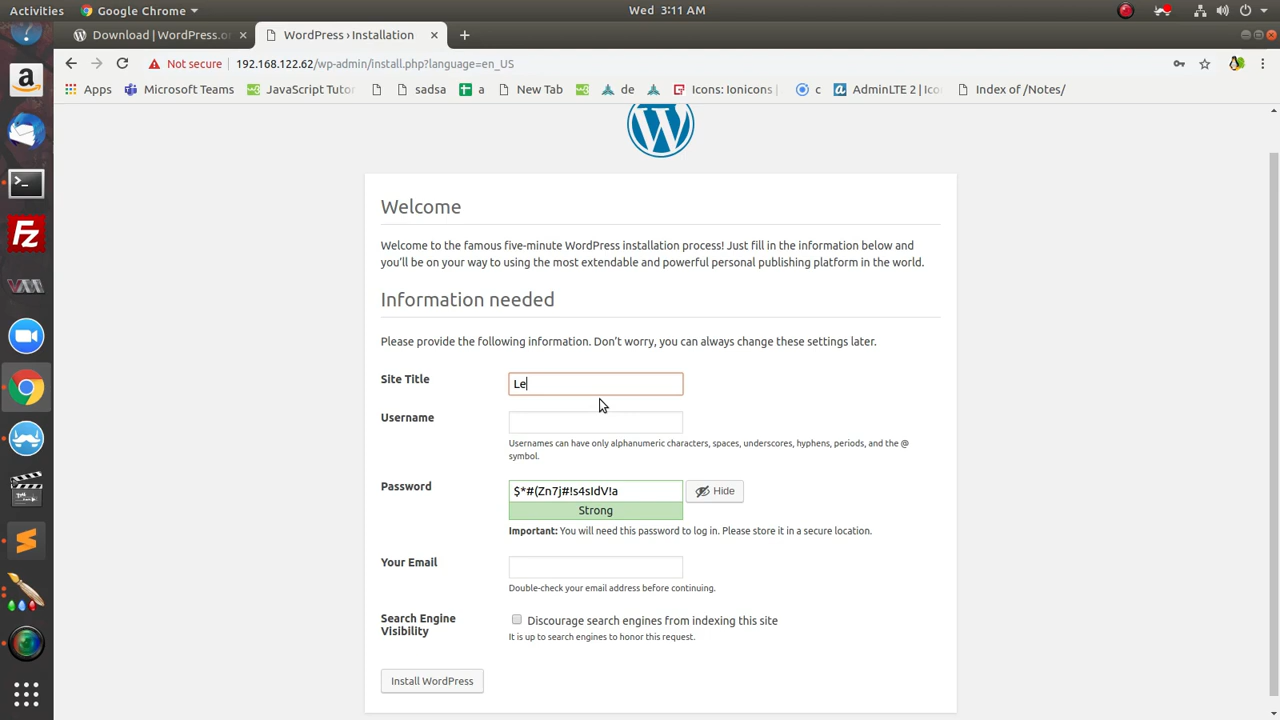 Activities
Google Chrome
Wed 3:11 AM
Download | WordPress.or
WordPress › Installation
Not secure
192.168.122.62/wp-admin/install.php?language=en_US
Apps
Microsoft Teams
JavaScript Tutor
sadsa
a
New Tab
de
Icons: Ionicons |
c
AdminLTE 2 | Ico
Index of /Notes/
Welcome
Welcome to the famous five-minute WordPress installation process! Just fill in the information below and
you’ll be on your way to using the most extendable and powerful personal publishing platform in the world.
Information needed
Please provide the following information. Don’t worry, you can always change these settings later.
Site Title
Le
Username
Usernames can have only alphanumeric characters, spaces, underscores, hyphens, periods, and the @
symbol.
Password
$*#(Zn7j#!s4sIdV!a
Hide
Strong
Important: You will need this password to log in. Please store it in a secure location.
Your Email
Double-check your email address before continuing.
Search Engine
Visibility
Discourage search engines from indexing this site
It is up to search engines to honor this request.
Install WordPress